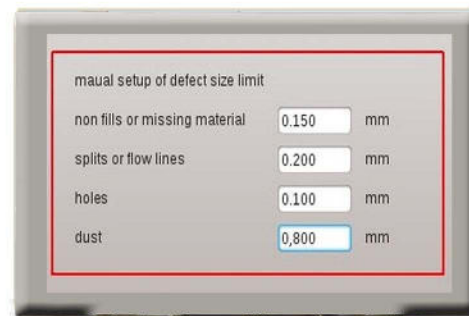 maual setup of defect size limit
non fills or missing material 0.150 mm
splits or flow lines 0.200 mm
holes 0.100 mm
dust 0,800 mm